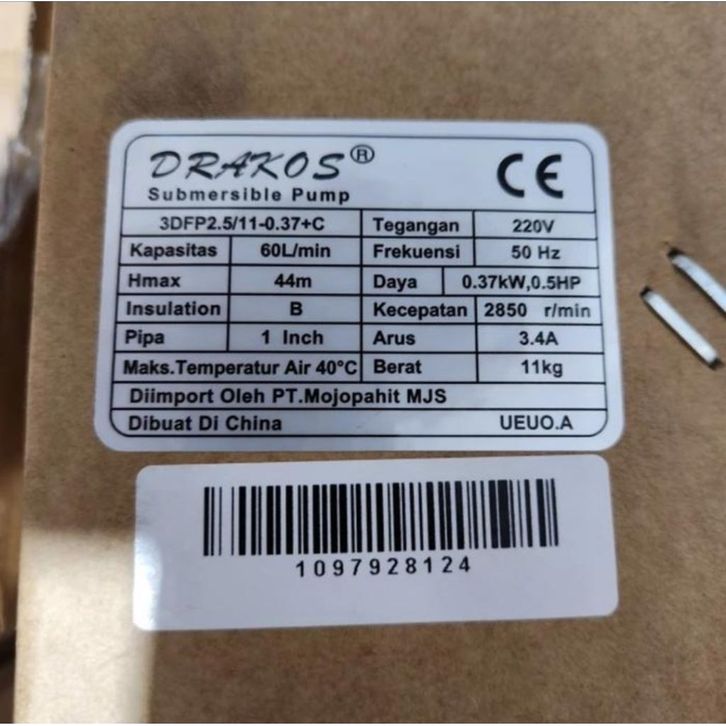 DRAKOS®
CE
Submersible Pump
3DFP2.5/11-0.37+C Tegangan 220V
Kapasitas 60L/min Frekuensi 50 Hz
Hmax 44m Daya 0.37kW,0.5HP
Insulation B Kecepatan 2850 r/min
Pipa 1 Inch Arus 3.4A
Maks.Temperatur Air 40°C Berat 11kg
Diimport Oleh PT.Mojopahit MJS
Dibuat Di China UEUO.A
1097928124